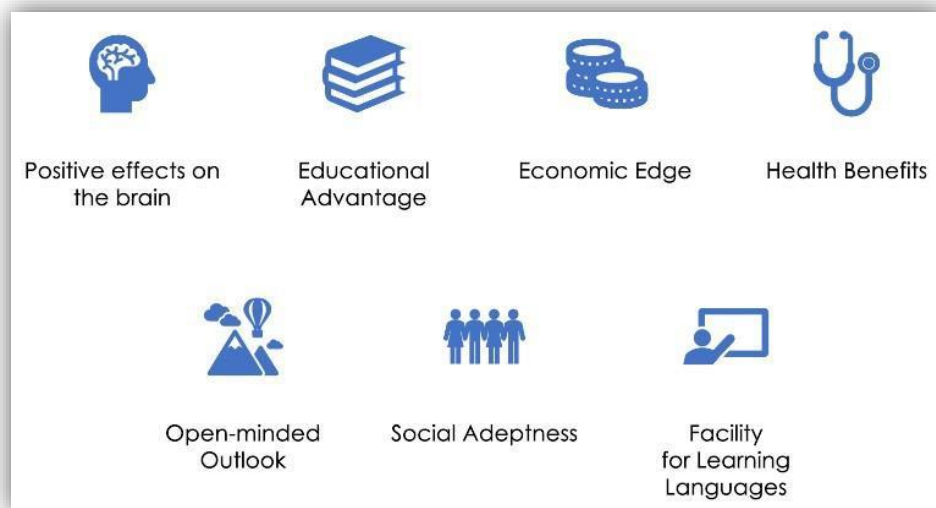 Positive effects on
the brain
Educational
Advantage
Economic Edge
Health Benefits
Open-minded
Outlook
Social Adeptness
Facility
for Learning
Languages